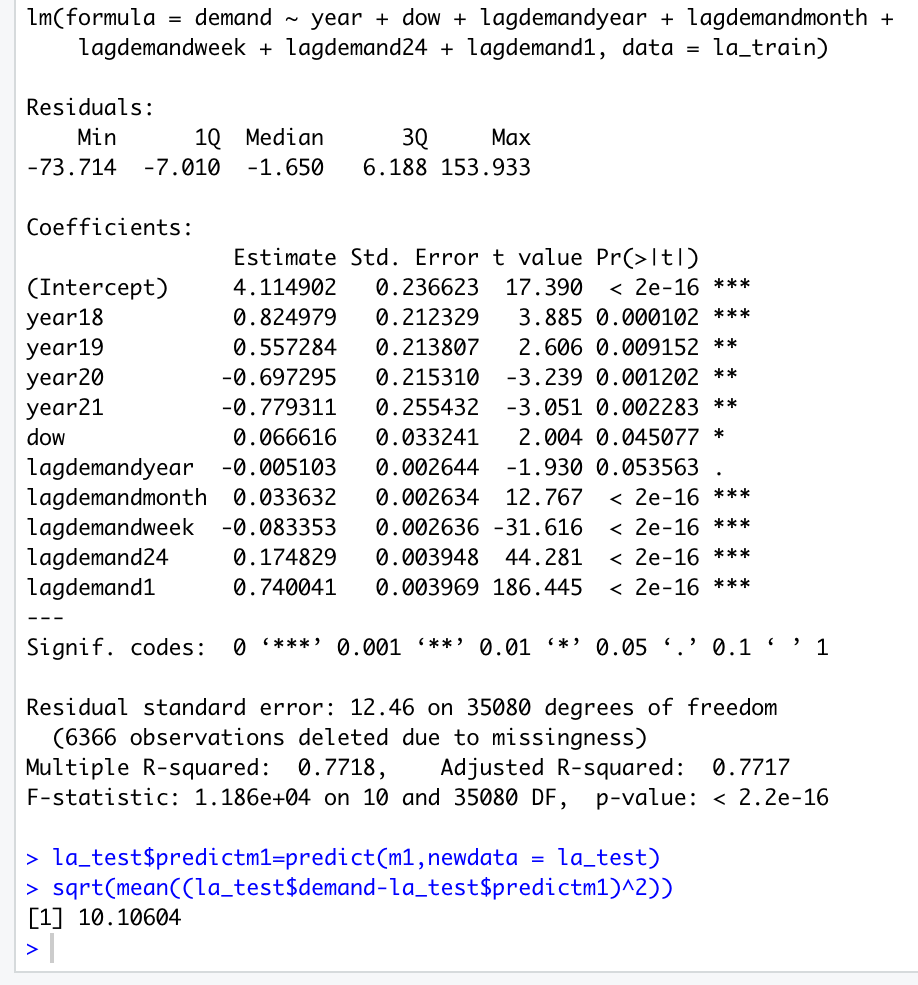 lm(formula = demand ~ year + dow + lagdemandyear + lagdemandmonth +
    lagdemandweek + lagdemand24 + lagdemand1, data = la_train)

Residuals:
    Min      1Q  Median      3Q     Max
-73.714  -7.010  -1.650   6.188 153.933

Coefficients:
                Estimate Std. Error t value Pr(>|t|)
(Intercept)     4.114902   0.236623  17.390  < 2e-16 ***
year18          0.824979   0.212329   3.885 0.000102 ***
year19          0.557284   0.213807   2.606 0.009152 **
year20         -0.697295   0.215310  -3.239 0.001202 **
year21         -0.779311   0.255432  -3.051 0.002283 **
dow             0.066616   0.033241   2.004 0.045077 *
lagdemandyear  -0.005103   0.002644  -1.930 0.053563 .
lagdemandmonth  0.033632   0.002634  12.767  < 2e-16 ***
lagdemandweek  -0.083353   0.002636 -31.616  < 2e-16 ***
lagdemand24     0.174829   0.003948  44.281  < 2e-16 ***
lagdemand1      0.740041   0.003969 186.445  < 2e-16 ***
---
Signif. codes:  0 ‘***’ 0.001 ‘**’ 0.01 ‘*’ 0.05 ‘.’ 0.1 ‘ ’ 1

Residual standard error: 12.46 on 35080 degrees of freedom
  (6366 observations deleted due to missingness)
Multiple R-squared:  0.7718,    Adjusted R-squared:  0.7717
F-statistic: 1.186e+04 on 10 and 35080 DF,  p-value: < 2.2e-16

> la_test$predictm1=predict(m1,newdata = la_test)
> sqrt(mean((la_test$demand-la_test$predictm1)^2))
[1] 10.10604
>